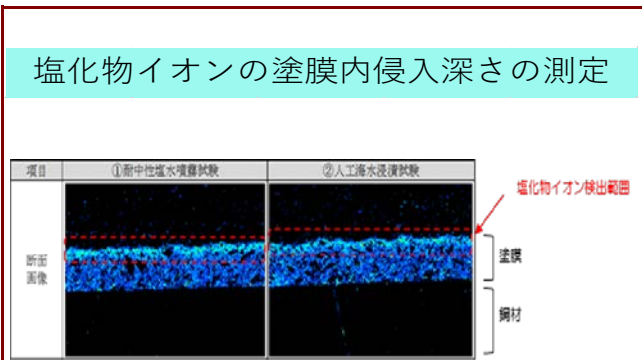 塩化物イオンの塗膜内侵入深さの測定
項目
①耐中性塩水噴霧試験
②人工海水浸漬試験
塩化物イオン検出範囲
断面
画像
塗膜
鋼材